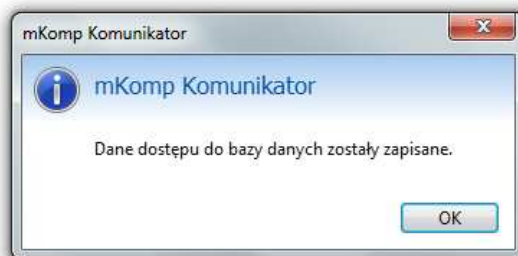 mKomp Komunikator
mKomp Komunikator
Dane dostępu do bazy danych zostały zapisane.
OK